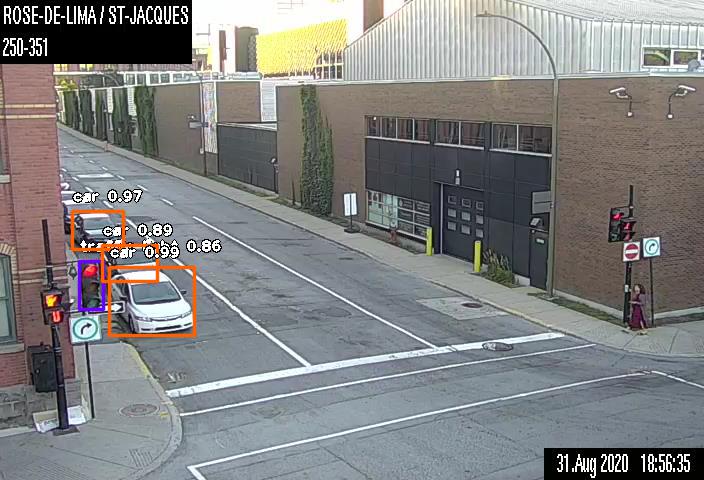 ROSE-DE-LIMA / ST-JACQUES
250-351
car 0.97
car 0.89
car 0.99
31.Aug 2020 18:56:35